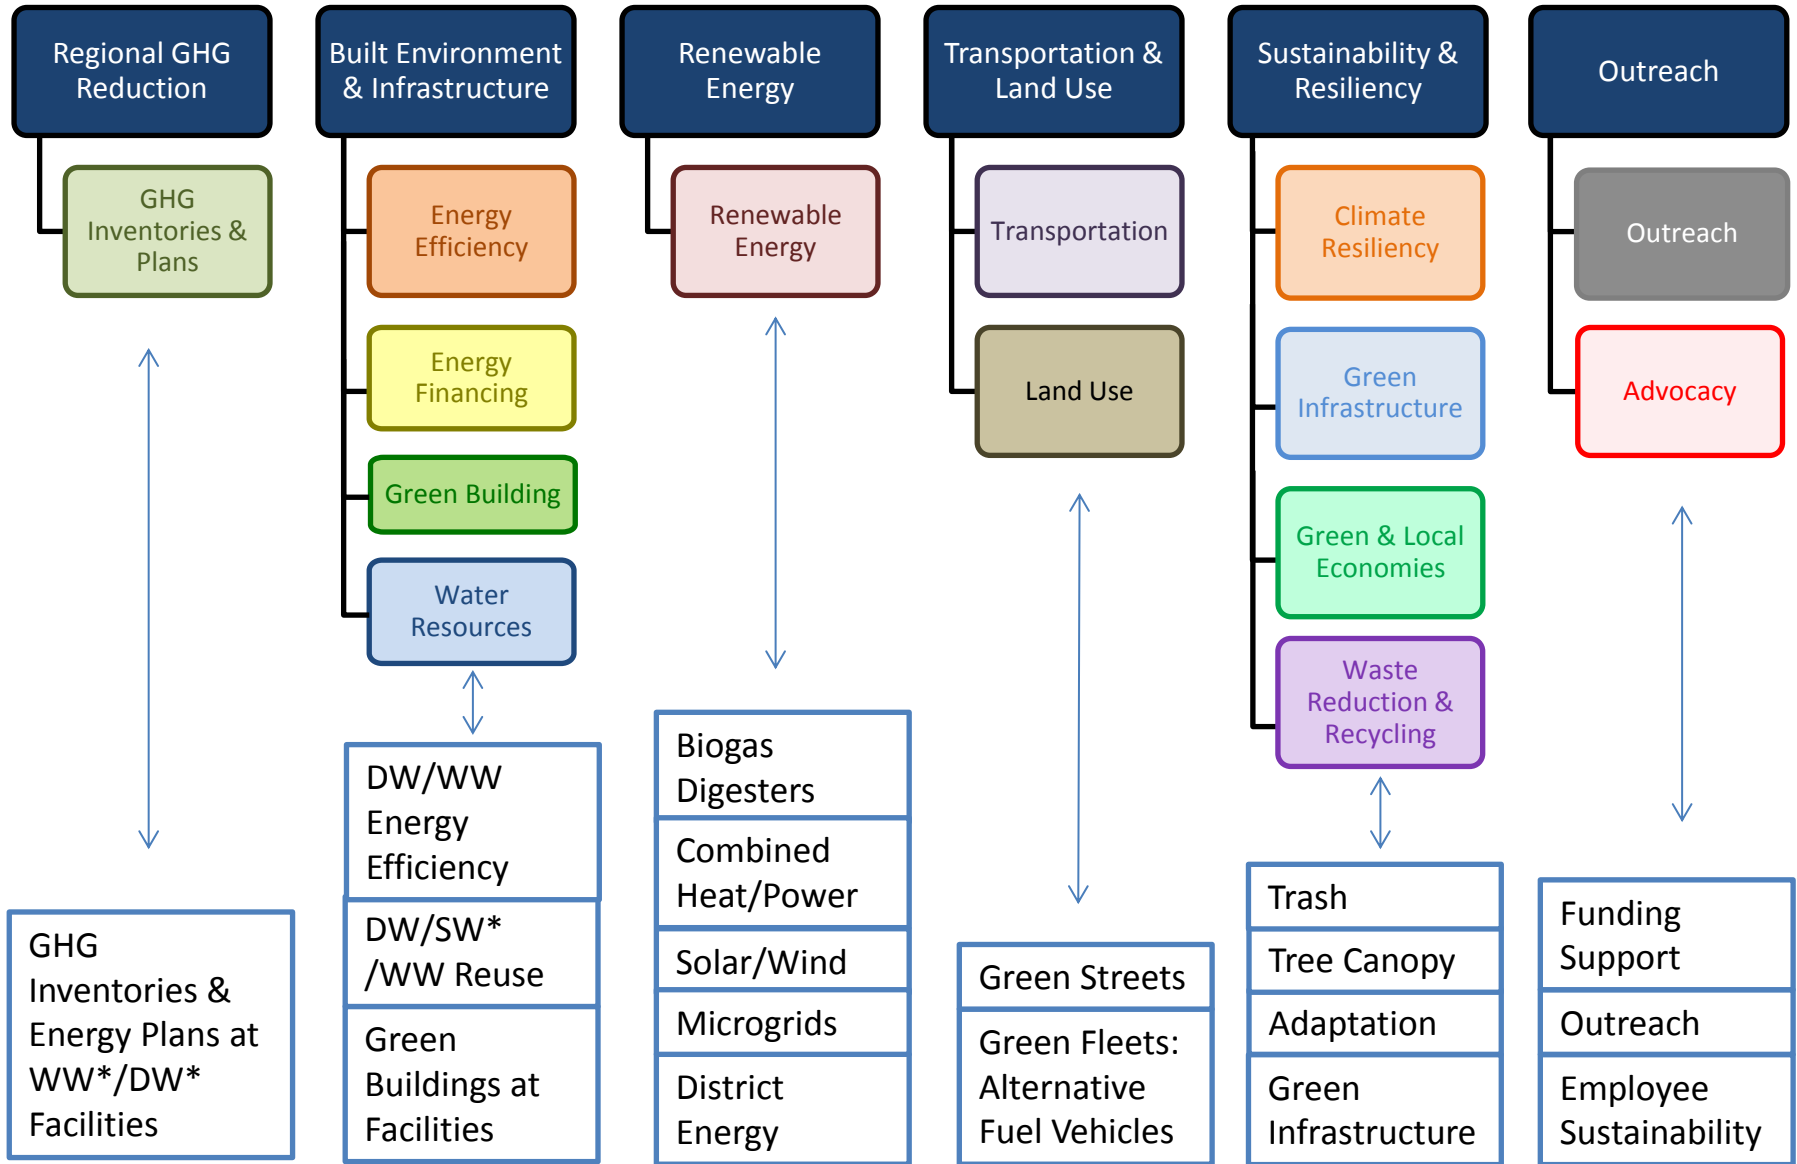 Regional GHG
Reduction
GHG
Inventories &
Plans
GHG
Inventories &
Energy Plans at
WW*/DW*
Facilities
Built Environment
& Infrastructure
Energy
Efficiency
Energy
Financing
Green Building
Water
Resources
DW/WW
Energy
Efficiency
DW/SW*
/WW Reuse
Green
Buildings at
Facilities
Renewable
Energy
Renewable
Energy
Biogas
Digesters
Combined
Heat/Power
Solar/Wind
Microgrids
District
Energy
Transportation &
Land Use
Transportation
Land Use
Green Streets
Green Fleets:
Alternative
Fuel Vehicles
Sustainability &
Resiliency
Climate
Resiliency
Green
Infrastructure
Green & Local
Economies
Waste
Reduction &
Recycling
Trash
Tree Canopy
Adaptation
Green
Infrastructure
Outreach
Outreach
Advocacy
Funding
Support
Outreach
Employee
Sustainability